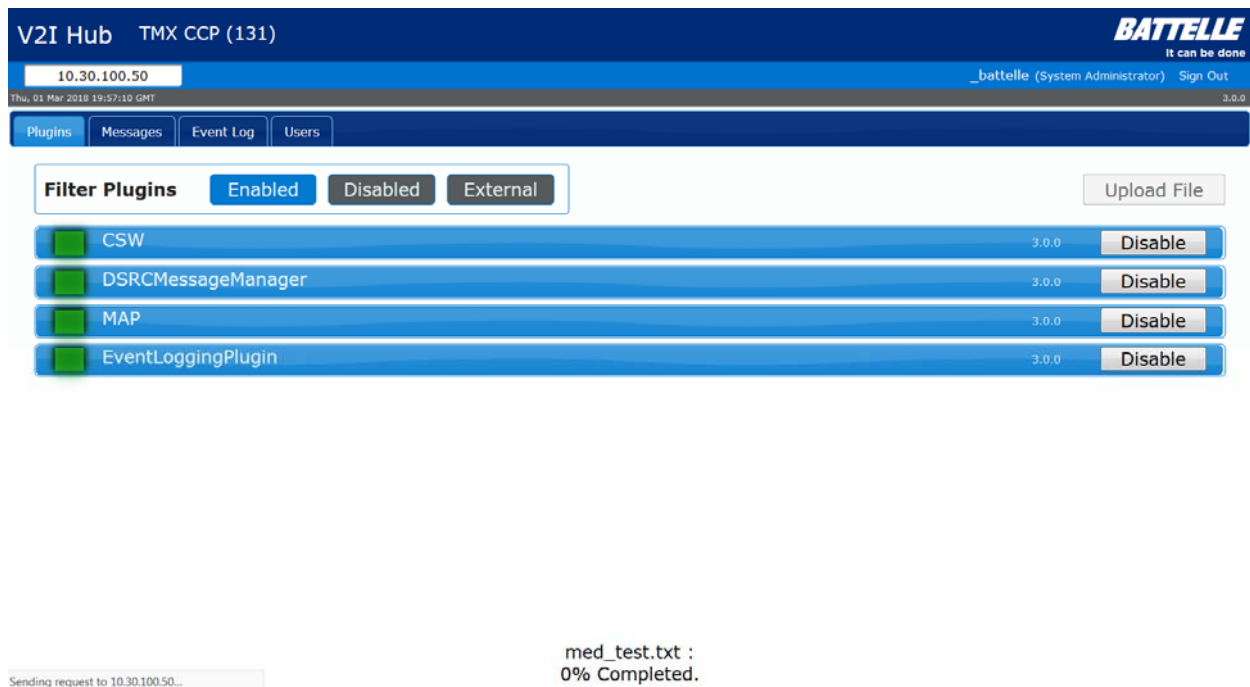 V2I Hub TMX CCP (131) BATTELLE
It can be done
10.30.100.50 _battelle (System Administrator) Sign Out
Thu, 01 Mar 2018 19:57:10 GMT 3.0.0
Plugins Messages Event Log Users
Filter Plugins Enabled Disabled External Upload File
CSW 3.0.0 Disable
DSRCMessageManager 3.0.0 Disable
MAP 3.0.0 Disable
EventLoggingPlugin 3.0.0 Disable
med_test.txt :
0% Completed.
Sending request to 10.30.100.50...